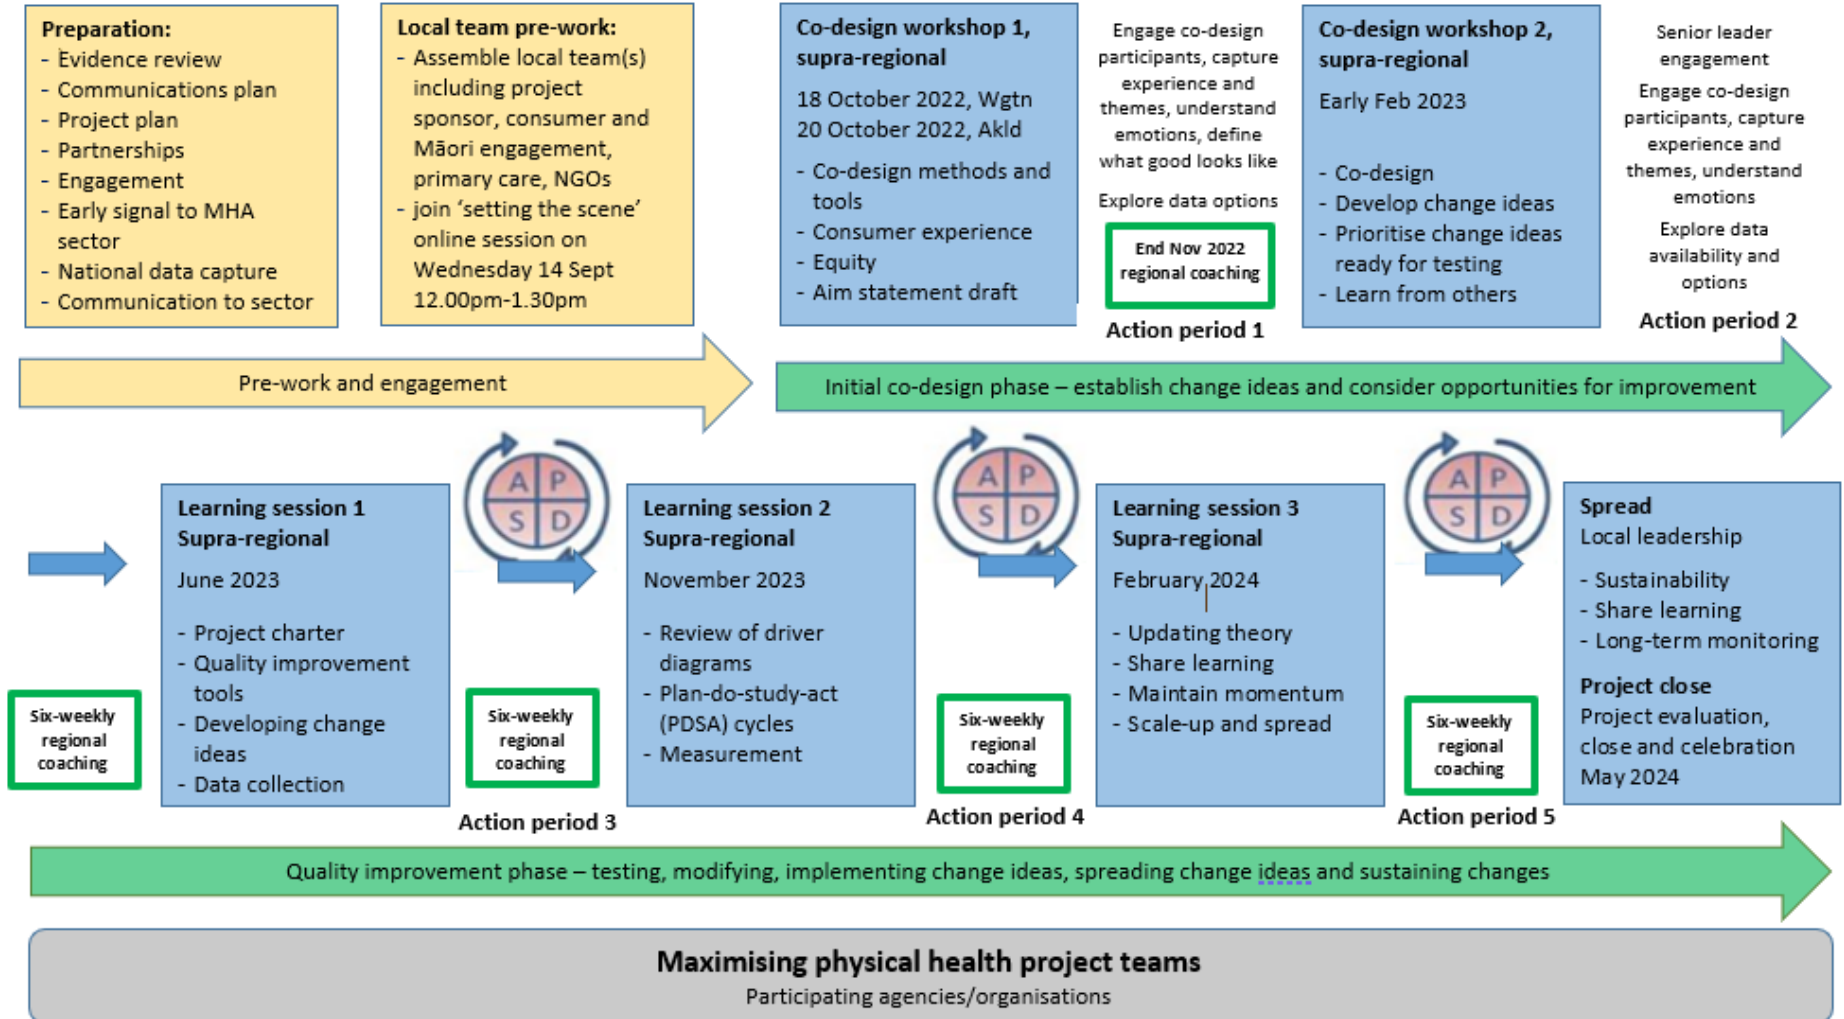 Preparation:
- Evidence review
- Communications plan
- Project plan
- Partnerships
- Engagement
- Early signal to MHA
sector
- National data capture
- Communication to sector
Local team pre-work:
- Assemble local team(s)
including project
sponsor, consumer and
Māori engagement,
primary care, NGOs
- join ‘setting the scene’
online session on
Wednesday 14 Sept
12.00pm-1.30pm
Co-design workshop 1,
supra-regional
18 October 2022, Wgtn
20 October 2022, Akld
- Co-design methods and
tools
- Consumer experience
- Equity
- Aim statement draft
Engage co-design
participants, capture
experience and
themes, understand
emotions, define
what good looks like
Explore data options
End Nov 2022
regional coaching
Action period 1
Co-design workshop 2,
supra-regional
Early Feb 2023
- Co-design
- Develop change ideas
- Prioritise change ideas
ready for testing
- Learn from others
Senior leader
engagement
Engage co-design
participants, capture
experience and
themes, understand
emotions
Explore data
availability and
options
Action period 2
Pre-work and engagement
Initial co-design phase – establish change ideas and consider opportunities for improvement
Six-weekly
regional
coaching
Learning session 1
Supra-regional
June 2023
- Project charter
- Quality improvement
tools
- Developing change
ideas
- Data collection
A P
S D
Six-weekly
regional
coaching
Action period 3
Learning session 2
Supra-regional
November 2023
- Review of driver
diagrams
- Plan-do-study-act
(PDSA) cycles
- Measurement
A P
S D
Six-weekly
regional
coaching
Action period 4
Learning session 3
Supra-regional
February 2024
- Updating theory
- Share learning
- Maintain momentum
- Scale-up and spread
A P
S D
Six-weekly
regional
coaching
Action period 5
Spread
Local leadership
- Sustainability
- Share learning
- Long-term monitoring
Project close
Project evaluation,
close and celebration
May 2024
Quality improvement phase – testing, modifying, implementing change ideas, spreading change ideas and sustaining changes
Maximising physical health project teams
Participating agencies/organisations